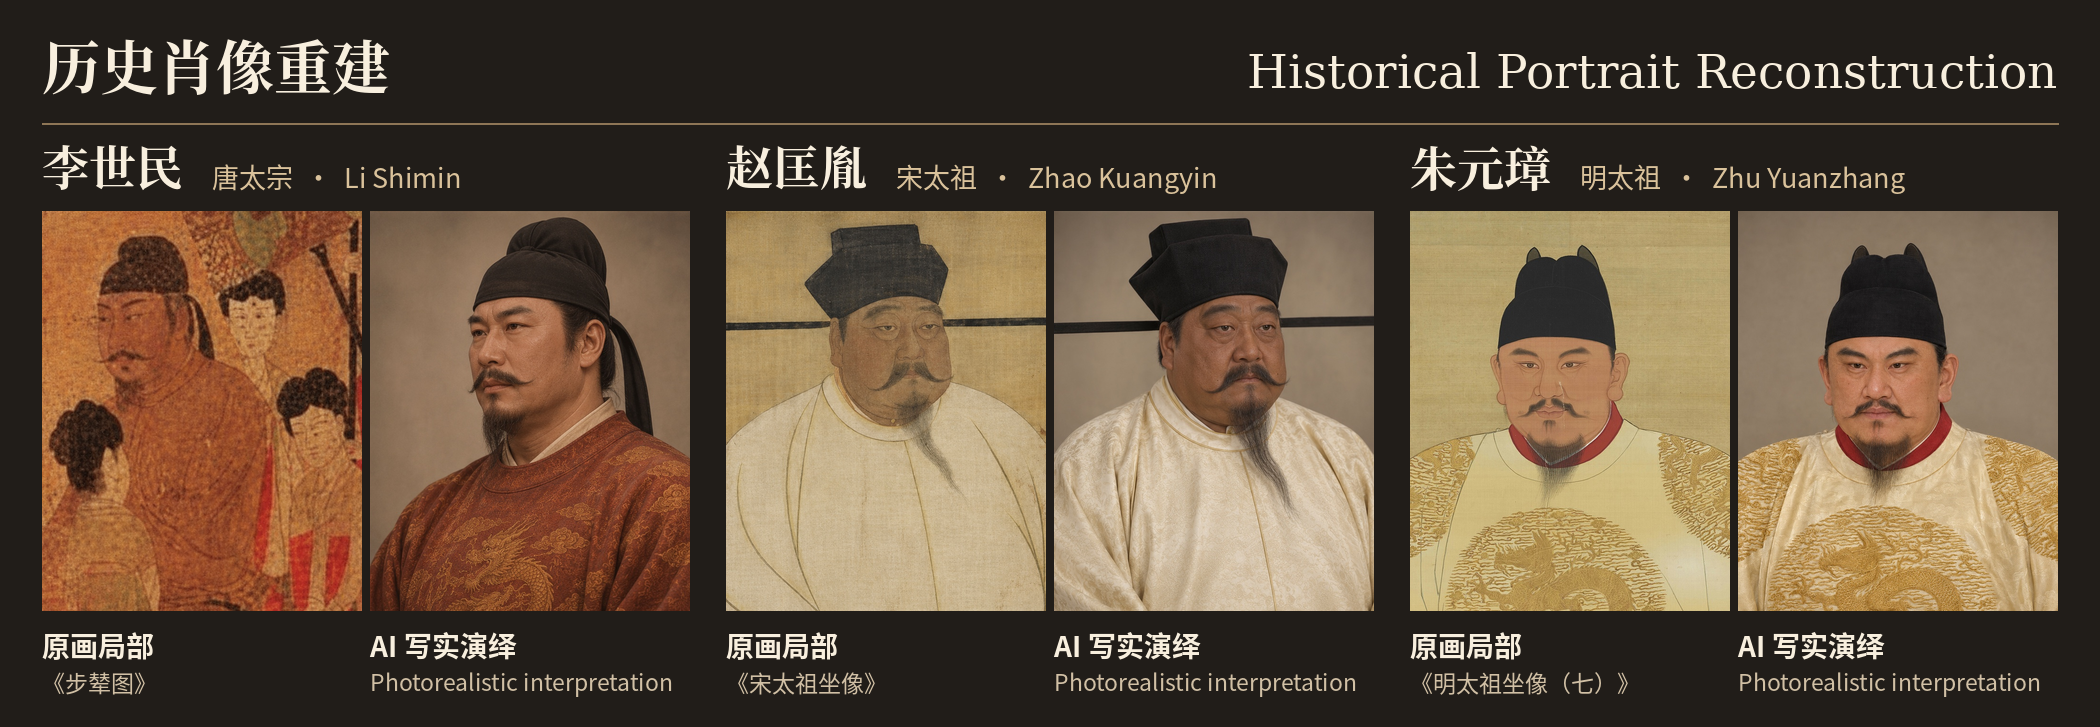 历史肖像重建
Historical Portrait Reconstruction
李世民 唐太宗 • Li Shimin
原画局部
《步辇图》
AI 写实演绎
Photorealistic interpretation
赵匡胤 宋太祖 • Zhao Kuangyin
原画局部
《宋太祖坐像》
AI 写实演绎
Photorealistic interpretation
朱元璋 明太祖 • Zhu Yuanzhang
原画局部
《明太祖坐像（七）》
AI 写实演绎
Photorealistic interpretation